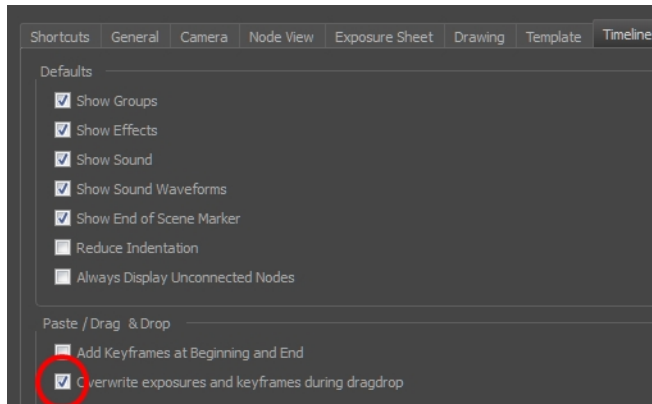 Shortcuts General Camera Node View Exposure Sheet Drawing Template Timeline
Defaults
Show Groups
Show Effects
Show Sound
Show Sound Waveforms
Show End of Scene Marker
Reduce Indentation
Always Display Unconnected Nodes
Paste / Drag & Drop
Add Keyframes at Beginning and End
Overwrite exposures and keyframes during dragdrop